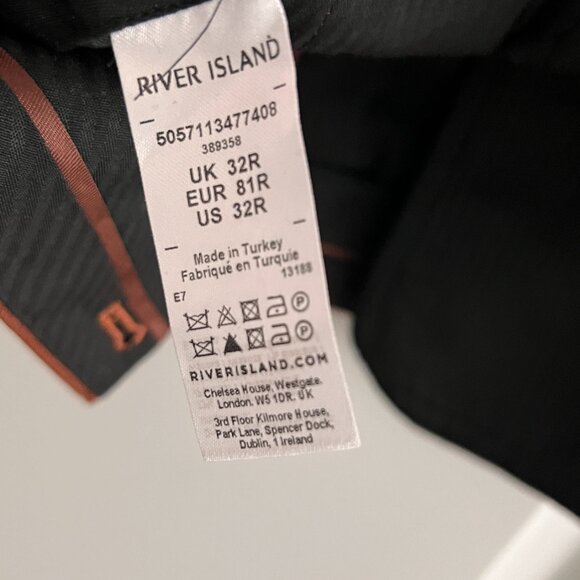 RIVER ISLAND
5057113477408
389358
UK 32R
EUR 81R
US 32R
Made in Turkey
Fabriqué en Turquie
13188
E7
RIVERISLAND.COM
Chelsea House, Westgate,
London. W5 1DR. UK
3rd Floor Kilmore House,
Park Lane, Spencer Dock,
Dublin, 1 Ireland